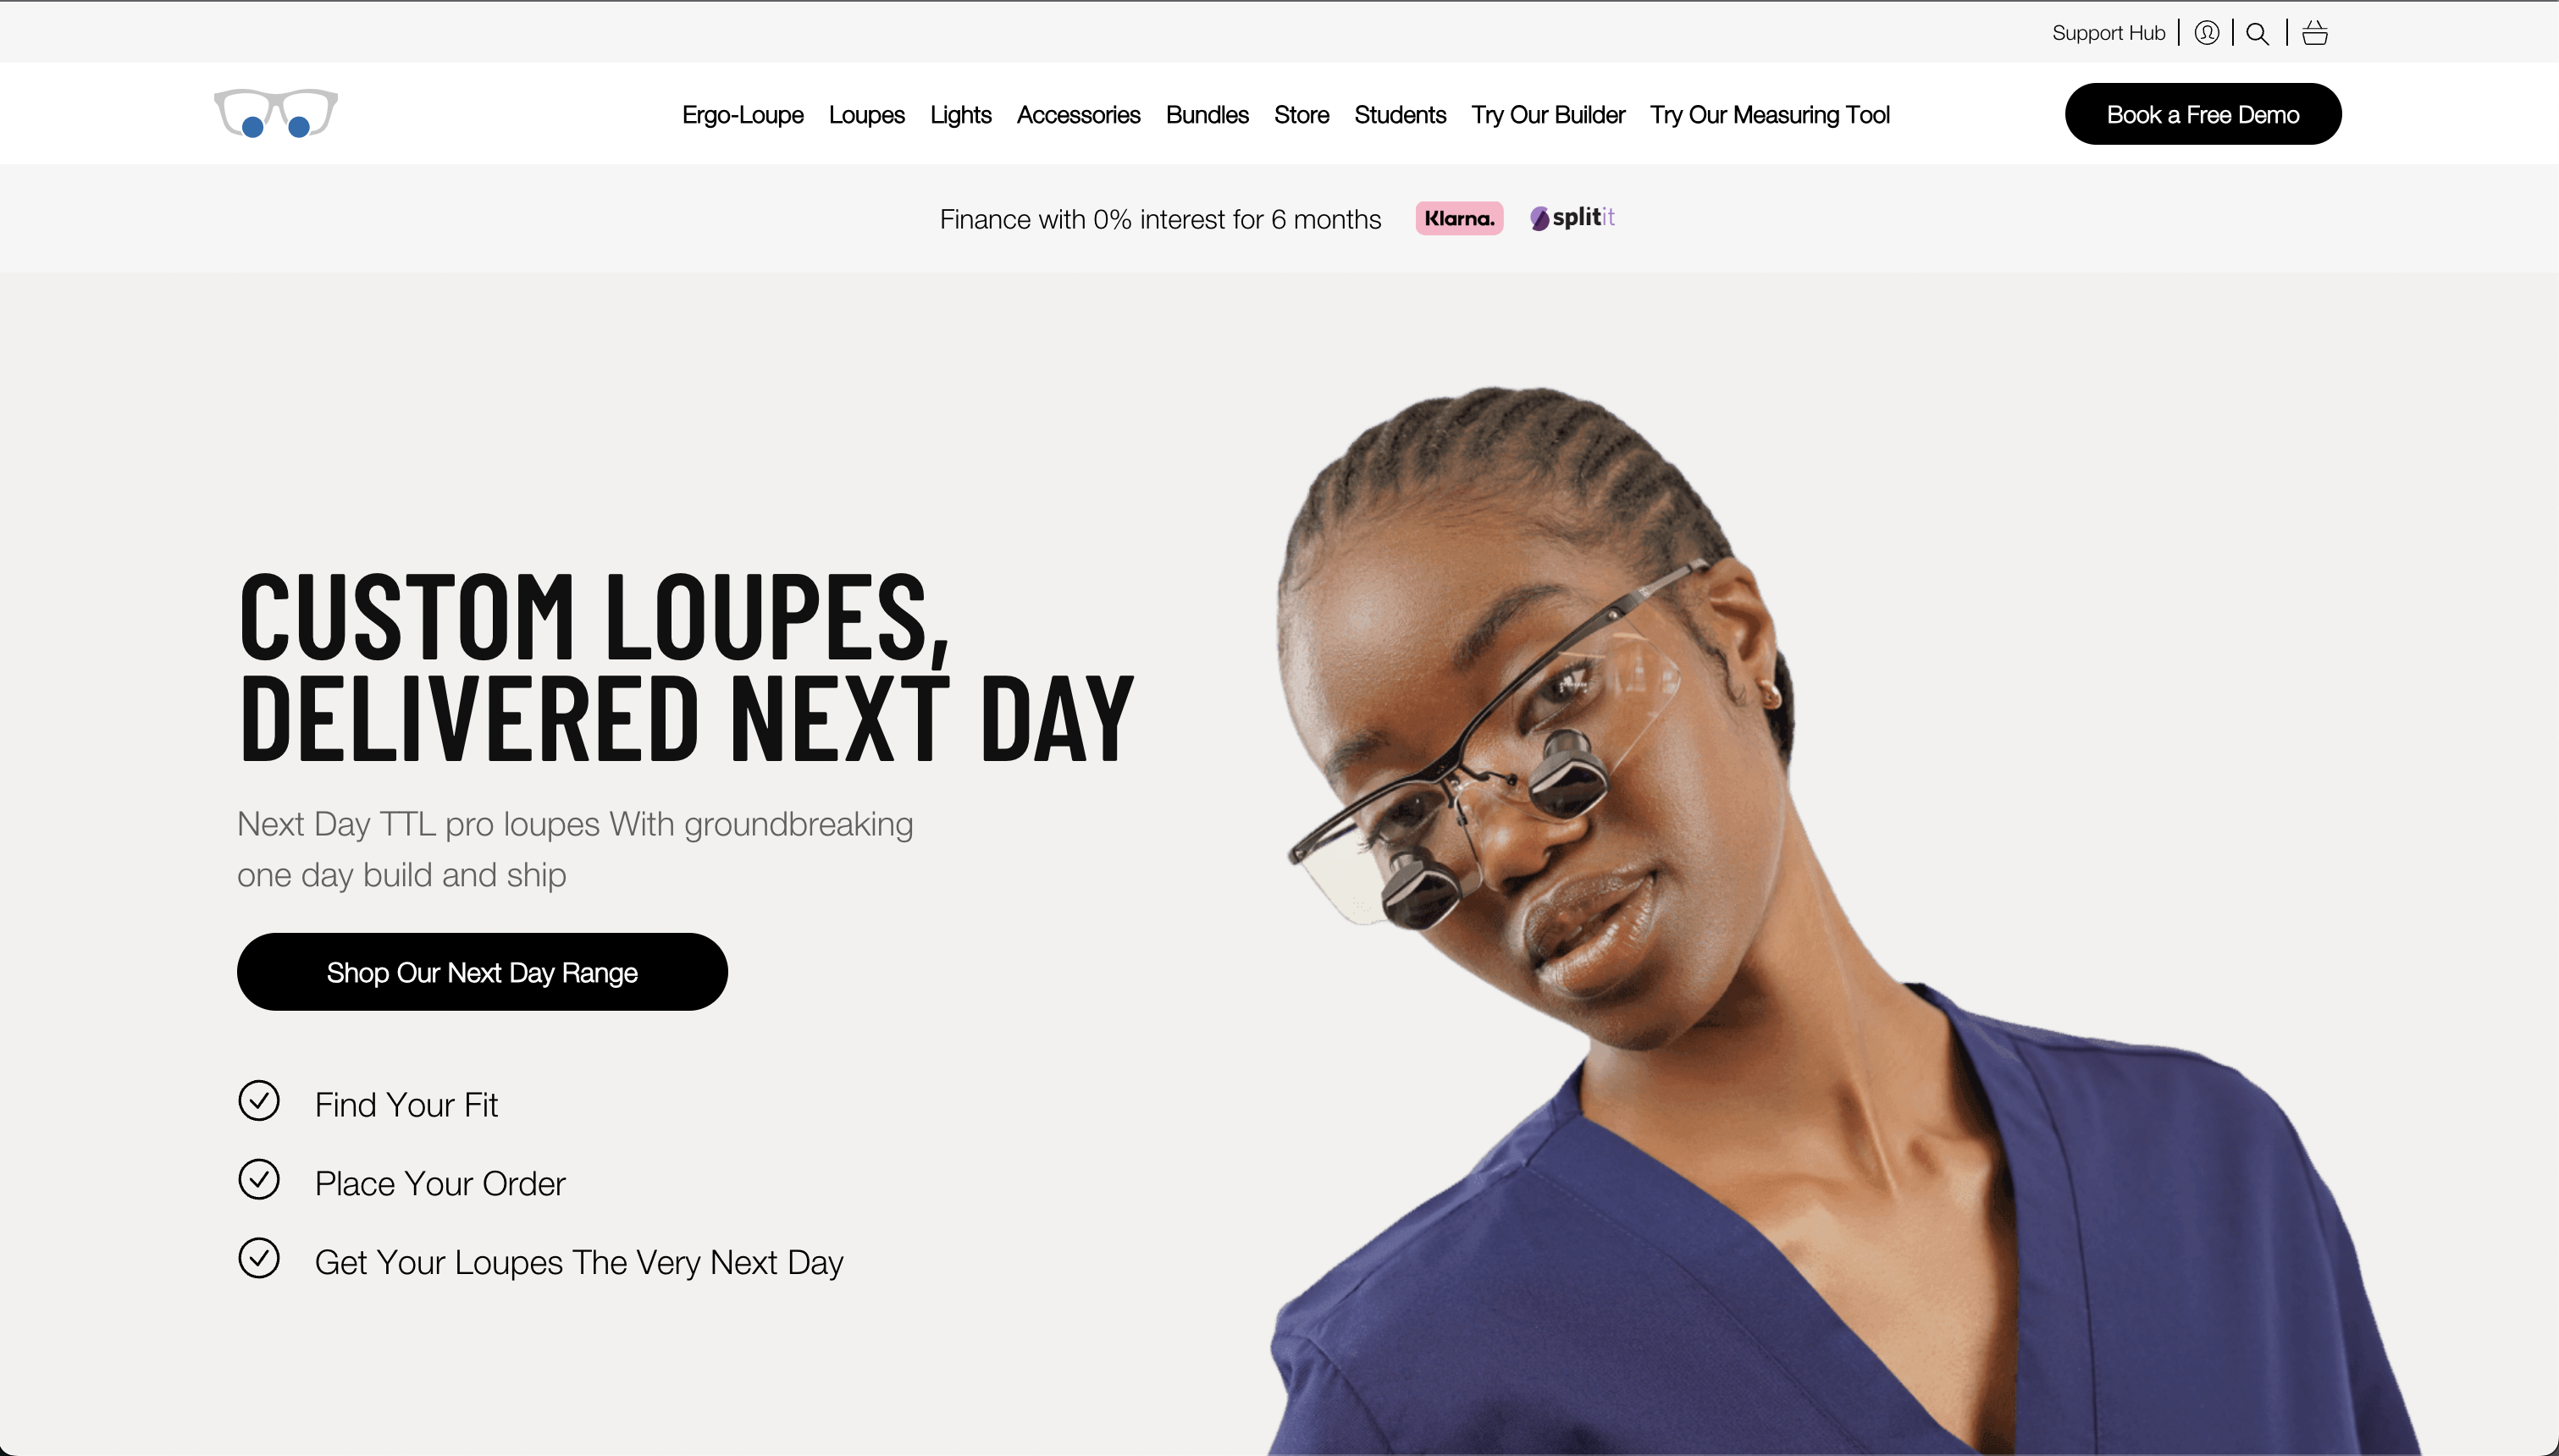 Support Hub
Ergo-Loupe Loupes Lights Accessories Bundles Store Students Try Our Builder Try Our Measuring Tool Book a Free Demo
Finance with 0% interest for 6 months Klarna. splitit
CUSTOM LOUPES,
DELIVERED NEXT DAY
Next Day TTL pro loupes With groundbreaking
one day build and ship
Shop Our Next Day Range
Find Your Fit
Place Your Order
Get Your Loupes The Very Next Day